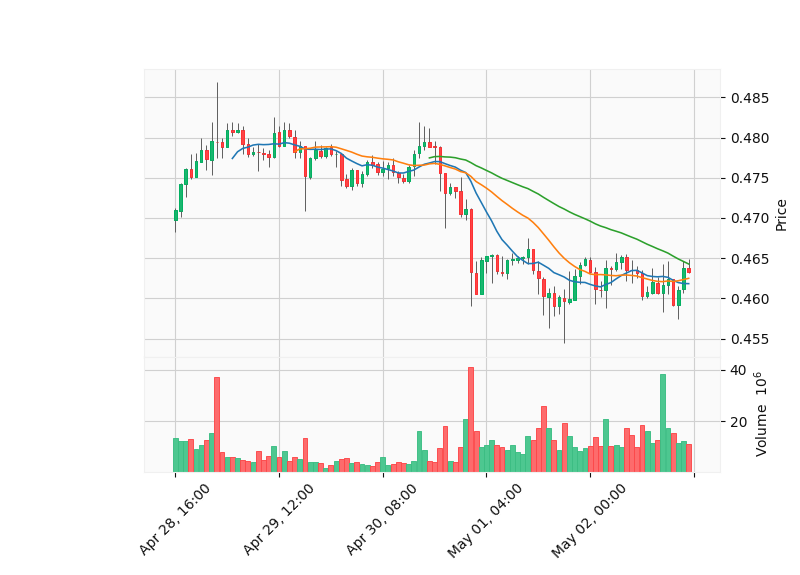 0.485
0.480
0.475
0.470
0.465
0.460
0.455
Price
40
20
Volume 10^6
Apr 28, 16:00
Apr 29, 12:00
Apr 30, 08:00
May 01, 04:00
May 02, 00:00